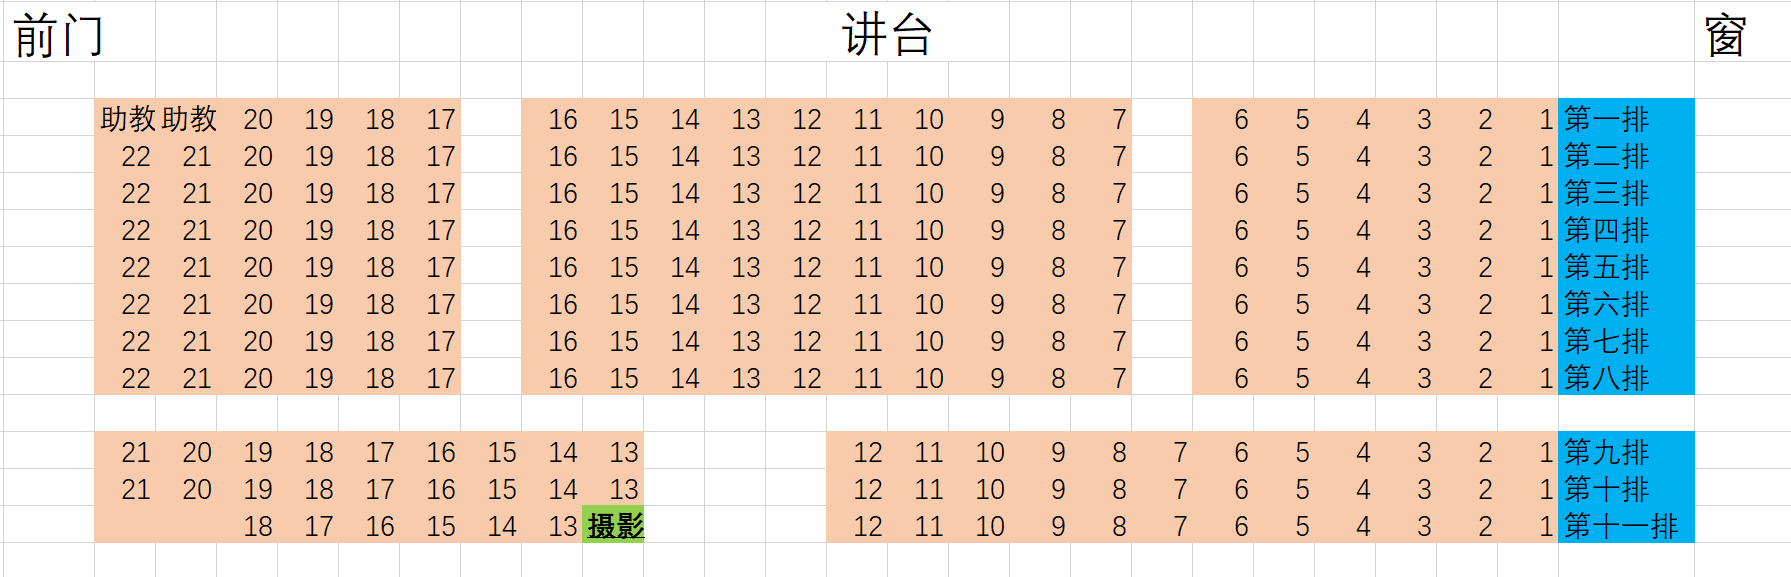 前门 讲台 窗
助教 助教 20 19 18 17 16 15 14 13 12 11 10 9 8 7 6 5 4 3 2 1 第一排
22 21 20 19 18 17 16 15 14 13 12 11 10 9 8 7 6 5 4 3 2 1 第二排
22 21 20 19 18 17 16 15 14 13 12 11 10 9 8 7 6 5 4 3 2 1 第三排
22 21 20 19 18 17 16 15 14 13 12 11 10 9 8 7 6 5 4 3 2 1 第四排
22 21 20 19 18 17 16 15 14 13 12 11 10 9 8 7 6 5 4 3 2 1 第五排
22 21 20 19 18 17 16 15 14 13 12 11 10 9 8 7 6 5 4 3 2 1 第六排
22 21 20 19 18 17 16 15 14 13 12 11 10 9 8 7 6 5 4 3 2 1 第七排
22 21 20 19 18 17 16 15 14 13 12 11 10 9 8 7 6 5 4 3 2 1 第八排
21 20 19 18 17 16 15 14 13 12 11 10 9 8 7 6 5 4 3 2 1 第九排
21 20 19 18 17 16 15 14 13 12 11 10 9 8 7 6 5 4 3 2 1 第十排
18 17 16 15 14 13 摄影 12 11 10 9 8 7 6 5 4 3 2 1 第十一排